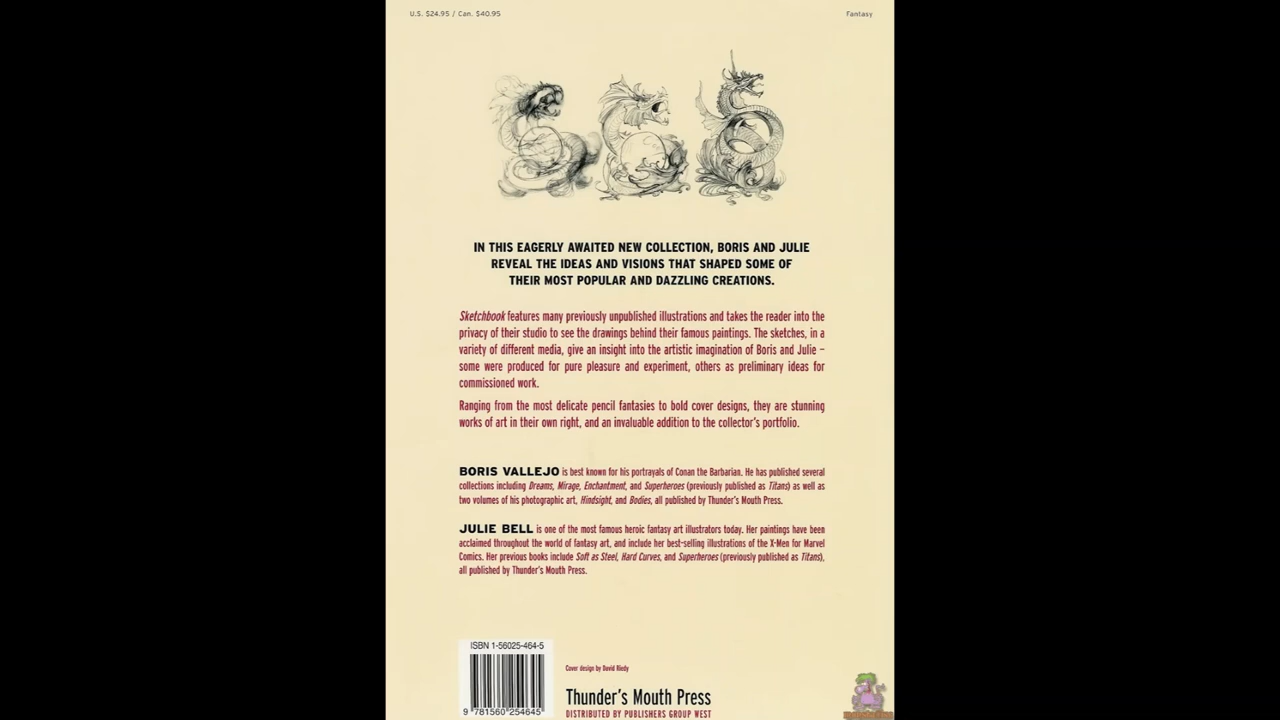 U.S. $24.95 / Can. $40.95
Fantasy
IN THIS EAGERLY AWAITED NEW COLLECTION, BORIS AND JULIE
REVEAL THE IDEAS AND VISIONS THAT SHAPED SOME OF
THEIR MOST POPULAR AND DAZZLING CREATIONS.
Sketchbook features many previously unpublished illustrations and takes the reader into the
privacy of their studio to see the drawings behind their famous paintings. The sketches, in a
variety of different media, give an insight into the artistic imagination of Boris and Julie –
some were produced for pure pleasure and experiment, others as preliminary ideas for
commissioned work.
Ranging from the most delicate pencil fantasies to bold cover designs, they are stunning
works of art in their own right, and an invaluable addition to the collector's portfolio.
BORIS VALLEJO is best known for his portrayals of Conan the Barbarian. He has published several
collections including Dreams, Mirage, Enchantment, and Superheroes (previously published as Titans) as well as
two volumes of his photographic art, Hindsight, and Bodies, all published by Thunder's Mouth Press.
JULIE BELL is one of the most famous heroic fantasy art illustrators today. Her paintings have been
acclaimed throughout the world of fantasy art, and include her best-selling illustrations of the X-Men for Marvel
Comics. Her previous books include Soft as Steel, Hard Curves, and Superheroes (previously published as Titans),
all published by Thunder's Mouth Press.
ISBN 1-56025-464-5
9 781560 254645
Cover design by David Riedy
Thunder's Mouth Press
DISTRIBUTED BY PUBLISHERS GROUP WEST